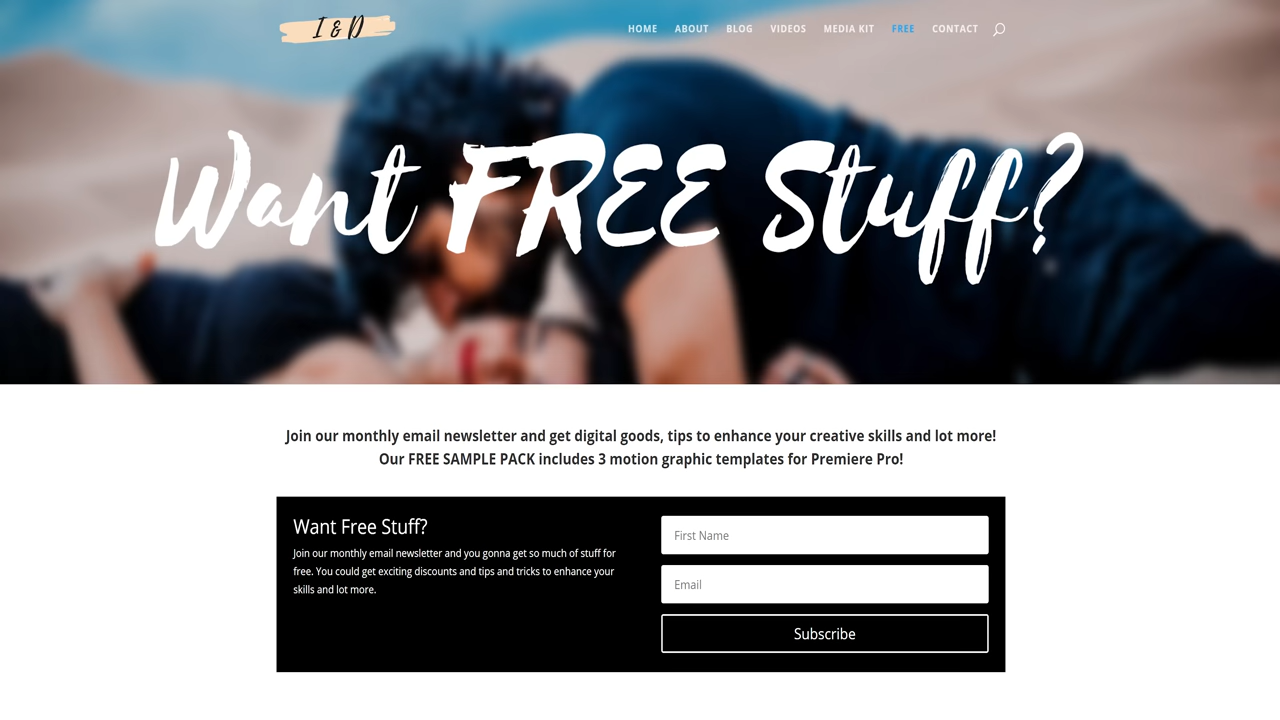 I & D
HOME ABOUT BLOG VIDEOS MEDIA KIT FREE CONTACT
Want FREE Stuff?
Join our monthly email newsletter and get digital goods, tips to enhance your creative skills and lot more!
Our FREE SAMPLE PACK includes 3 motion graphic templates for Premiere Pro!
Want Free Stuff?
Join our monthly email newsletter and you gonna get so much of stuff for
free. You could get exciting discounts and tips and tricks to enhance your
skills and lot more.
First Name
Email
Subscribe